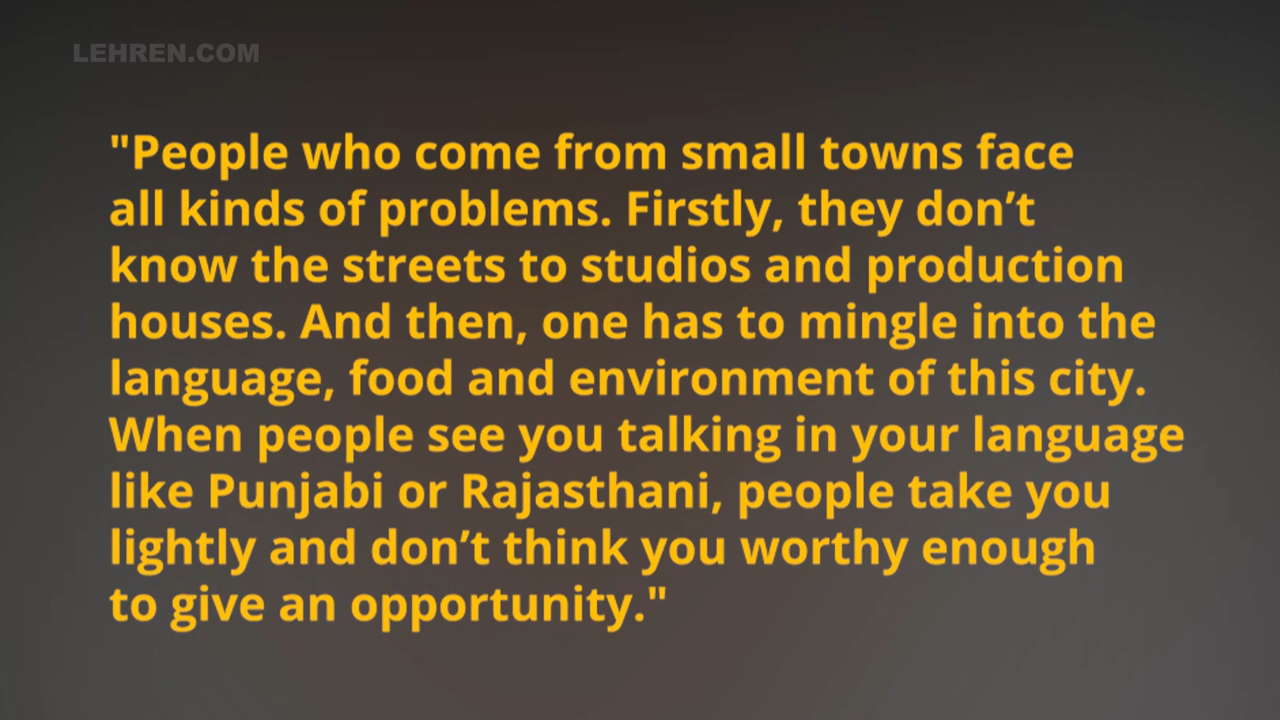 LEHREN.COM
"People who come from small towns face
all kinds of problems. Firstly, they don’t
know the streets to studios and production
houses. And then, one has to mingle into the
language, food and environment of this city.
When people see you talking in your language
like Punjabi or Rajasthani, people take you
lightly and don’t think you worthy enough
to give an opportunity."